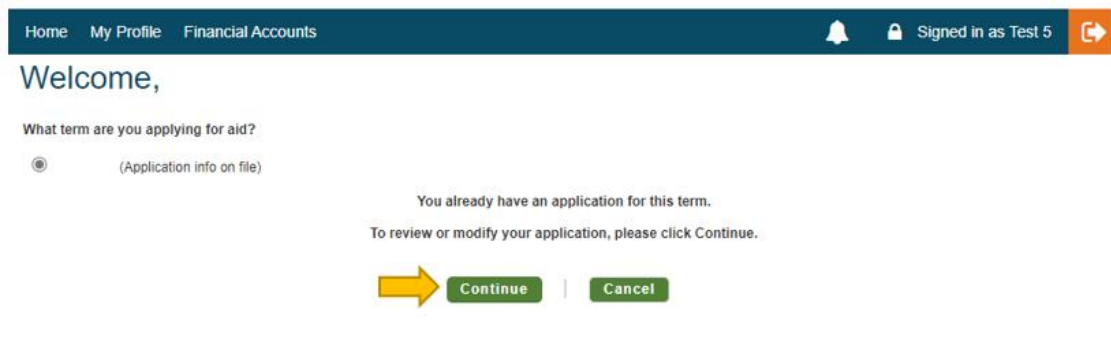 Home My Profile Financial Accounts Signed in as Test 5
Welcome,
What term are you applying for aid?
(Application info on file)
You already have an application for this term.
To review or modify your application, please click Continue.
Continue | Cancel